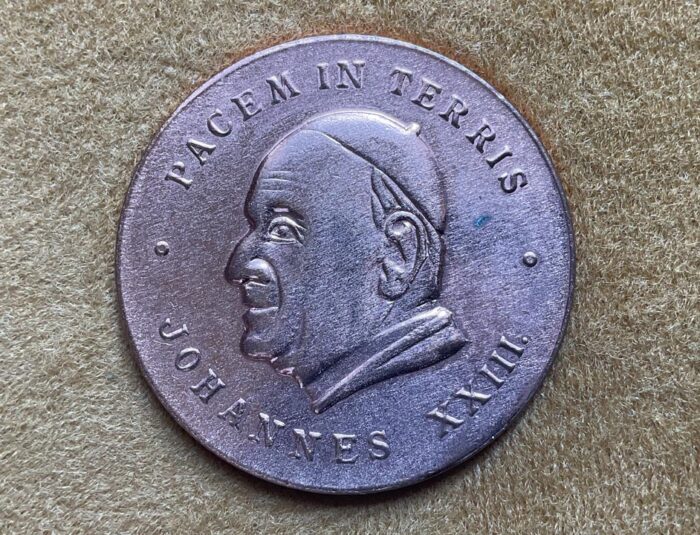 PACEM IN TERRIS
JOHANNES XXIII.